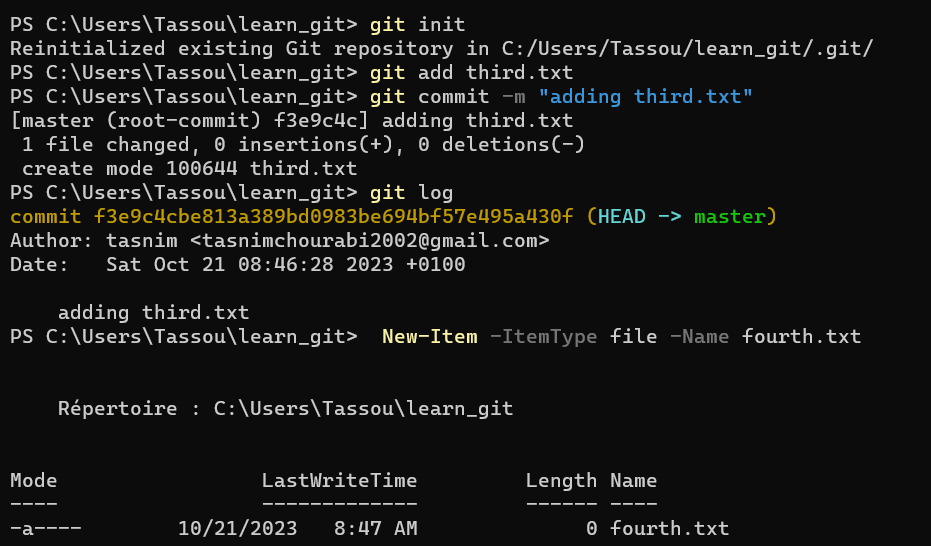 PS C:\Users\Tassou\learn_git> git init
Reinitialized existing Git repository in C:/Users/Tassou/learn_git/.git/
PS C:\Users\Tassou\learn_git> git add third.txt
PS C:\Users\Tassou\learn_git> git commit -m "adding third.txt"
[master (root-commit) f3e9c4c] adding third.txt
 1 file changed, 0 insertions(+), 0 deletions(-)
 create mode 100644 third.txt
PS C:\Users\Tassou\learn_git> git log
commit f3e9c4cbe813a389bd0983be694bf57e495a430f (HEAD -> master)
Author: tasnim <tasnimchourabi2002@gmail.com>
Date:   Sat Oct 21 08:46:28 2023 +0100
    adding third.txt
PS C:\Users\Tassou\learn_git>  New-Item -ItemType file -Name fourth.txt
    Répertoire : C:\Users\Tassou\learn_git
Mode                 LastWriteTime         Length Name
----                 -------------         ------ ----
-a----        10/21/2023   8:47 AM              0 fourth.txt